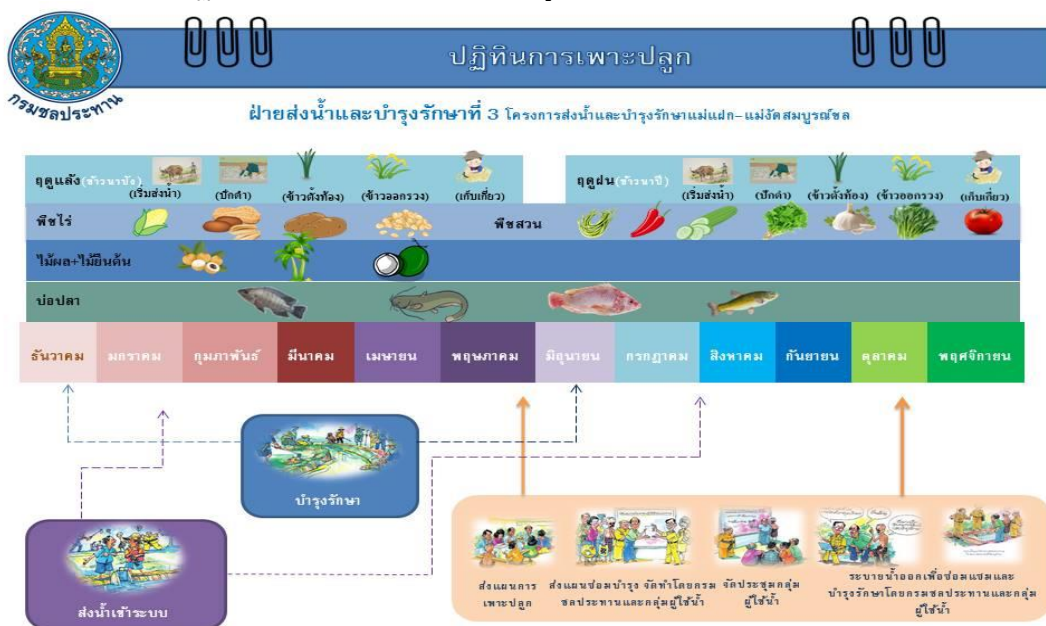 ปฏิทินการเพาะปลูก
กรมชลประทาน
ฝ่ายส่งน้ำและบำรุงรักษาที่ 3 โครงการส่งน้ำและบำรุงรักษาแม่แฝก-แม่งัดสมบูรณ์ชล
ฤดูแล้ง(ข้าวนาปรัง)
(เริ่มส่งน้ำ) (ปักดำ) (ข้าวตั้งท้อง) (ข้าวออกรวง) (เก็บเกี่ยว)
ฤดูฝน(ข้าวนาปี)
(เริ่มส่งน้ำ) (ปักดำ) (ข้าวตั้งท้อง) (ข้าวออกรวง) (เก็บเกี่ยว)
พืชไร่ พืชสวน
ไม้ผล+ไม้ยืนต้น
บ่อปลา
ธันวาคม มกราคม กุมภาพันธ์ มีนาคม เมษายน พฤษภาคม มิถุนายน กรกฎาคม สิงหาคม กันยายน ตุลาคม พฤศจิกายน
บำรุงรักษา
ส่งน้ำเข้าระบบ
ส่งแผนการ
เพาะปลูก
ส่งแผนซ่อมบำรุง จัดทำโดยกรม
ชลประทานและกลุ่มผู้ใช้น้ำ
จัดประชุมกลุ่ม
ผู้ใช้น้ำ
ระบายน้ำออกเพื่อซ่อมแซมและ
บำรุงรักษาโดยกรมชลประทานและกลุ่ม
ผู้ใช้น้ำ